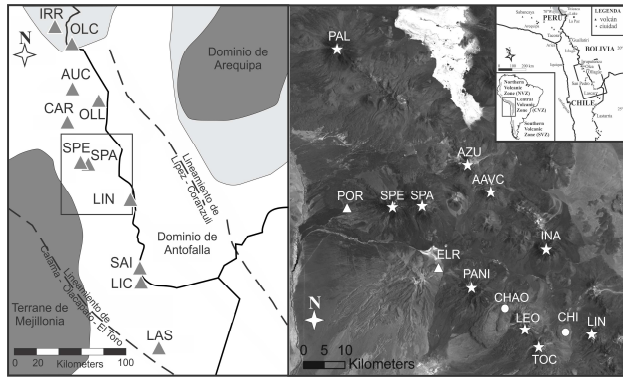 IRR
OLC
N
AUC
CAR
OLL
SPE
SPA
LIN
SAI
LIC
LAS
Dominio de
Arequipa
Lineamiento de
Lípez - Coranzuli
Dominio de
Antofalla
Lineamiento de
Calama - Olacapato - El Toro
Terrane de
Mejillonia
0 20 40 60 100
Kilometers
PAL
AZU
AAVC
POR
SPE
SPA
INA
ELR
PANI
CHAO
LEO
CHI
LIN
TOC
N
0 5 10
Kilometers
PERU
BOLIVIA
CHILE
LEGENDA
volcán
ciudad
Northern
Volcanic
Zone (NVZ)
Central
Volcanic
Zone (CVZ)
Southern
Volcanic
Zone (SVZ)